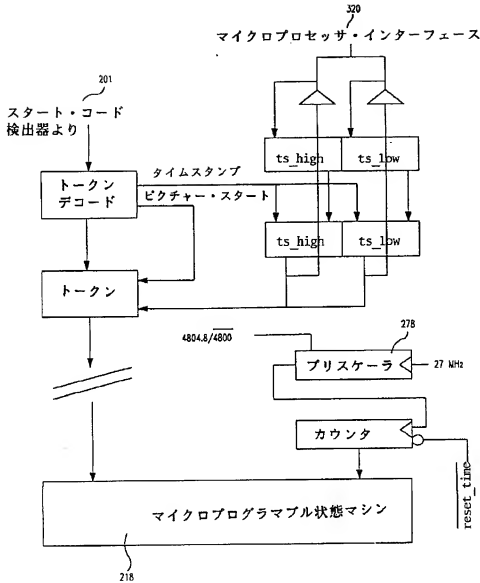 320
マイクロプロセッサ・インターフェース
201
スタート・コード
検出器より
ts_high
ts_low
タイムスタンプ
トークン
デコード
ピクチャー・スタート
ts_high
ts_low
トークン
4804.8/4800
278
プリスケーラ
27 MHz
カウンタ
reset_time
マイクロプログラマブル状態マシン
218